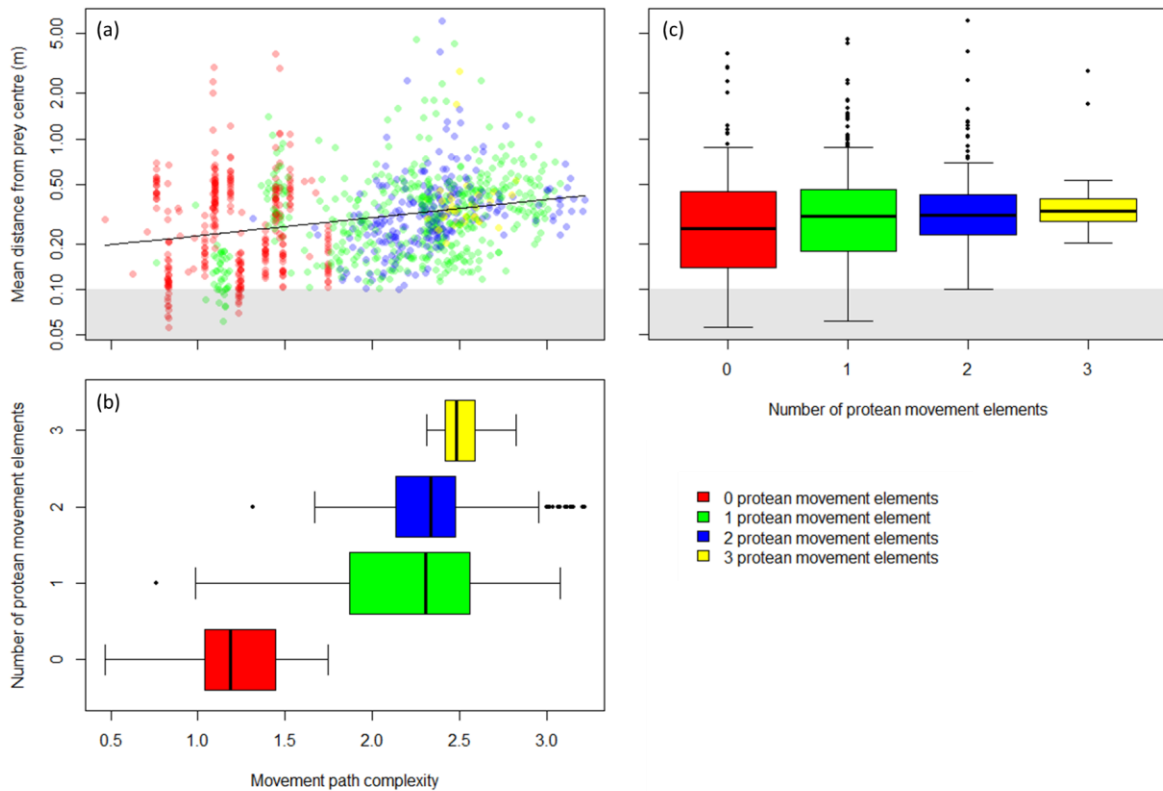 (a)
Mean distance from prey centre (m)
5.00
2.00
1.00
0.50
0.20
0.10
0.05
(c)
0 1 2 3
Number of protean movement elements
(b)
Number of protean movement elements
3
2
1
0
0.5 1.0 1.5 2.0 2.5 3.0
Movement path complexity
0 protean movement elements
1 protean movement element
2 protean movement elements
3 protean movement elements